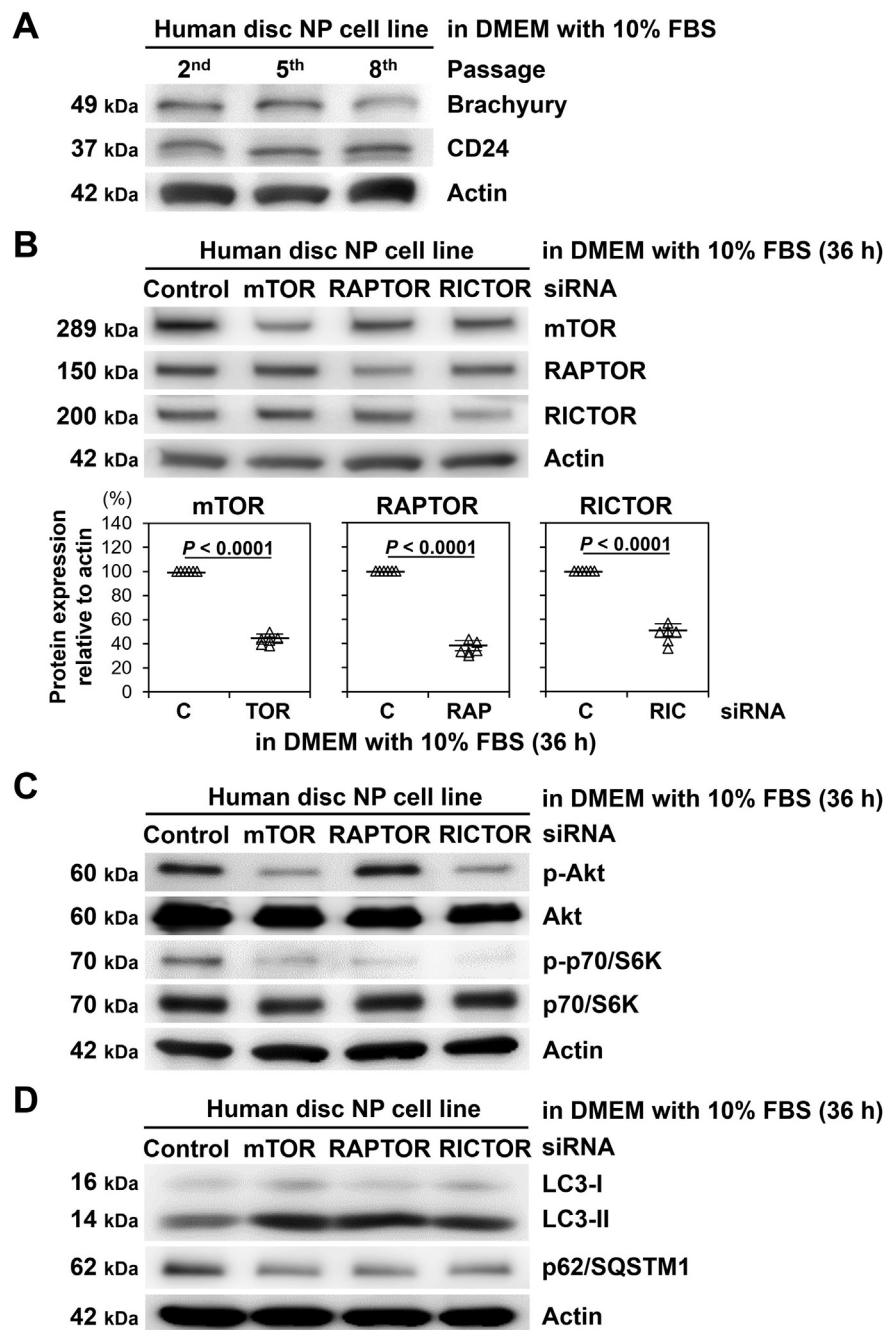 A
Human disc NP cell line in DMEM with 10% FBS
2nd 5th 8th Passage
49 kDa Brachyury
37 kDa CD24
42 kDa Actin
B
Human disc NP cell line in DMEM with 10% FBS (36 h)
Control mTOR RAPTOR RICTOR siRNA
289 kDa mTOR
150 kDa RAPTOR
200 kDa RICTOR
42 kDa Actin
(%) mTOR RAPTOR RICTOR
Protein expression
relative to actin
140
120
100
80
60
40
20
0
P < 0.0001 P < 0.0001 P < 0.0001
C TOR C RAP C RIC siRNA
in DMEM with 10% FBS (36 h)
C
Human disc NP cell line in DMEM with 10% FBS (36 h)
Control mTOR RAPTOR RICTOR siRNA
60 kDa p-Akt
60 kDa Akt
70 kDa p-p70/S6K
70 kDa p70/S6K
42 kDa Actin
D
Human disc NP cell line in DMEM with 10% FBS (36 h)
Control mTOR RAPTOR RICTOR siRNA
16 kDa LC3-I
14 kDa LC3-II
62 kDa p62/SQSTM1
42 kDa Actin